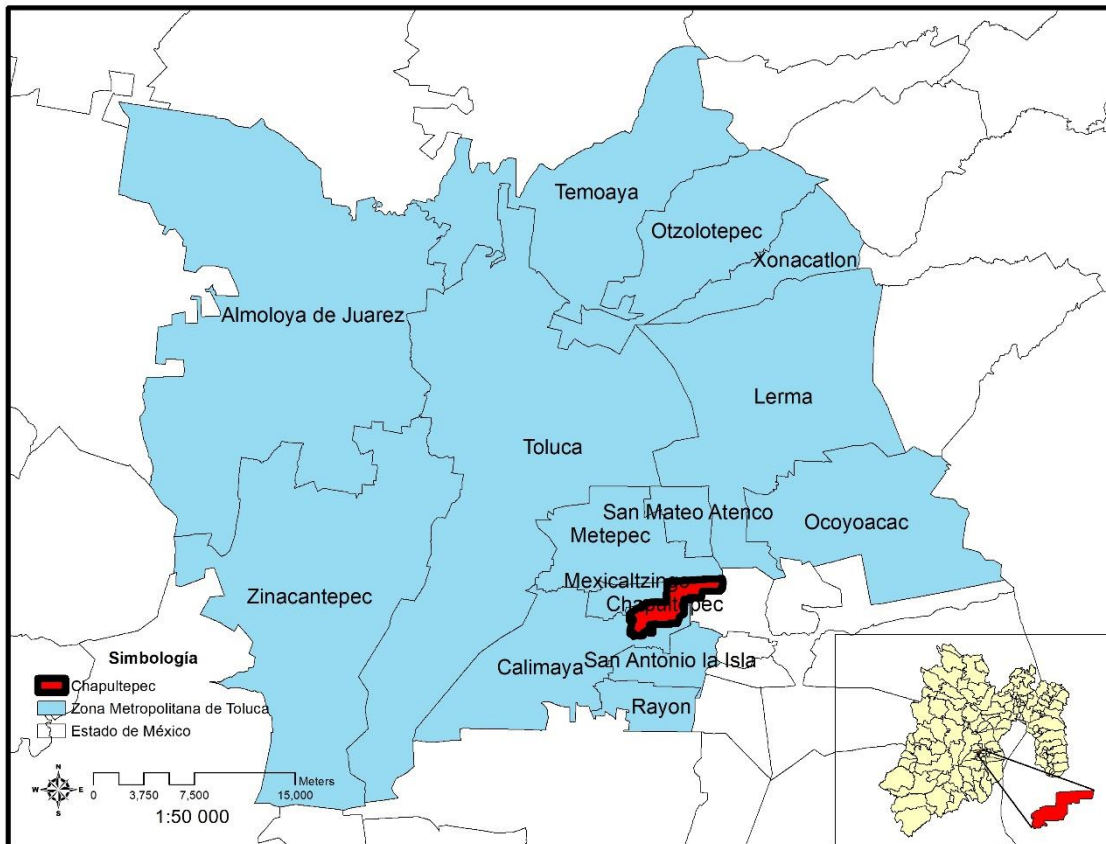 Temoaya
Otzolotepec
Xonacatlon
Almoloya de Juarez
Lerma
Toluca
San Mateo Atenco
Ocoyoacac
Metepec
Mexicaltzingo
Zinacantepec
Chapultepec
Calimaya
San Antonio la Isla
Rayon
Simbología
Chapultepec
Zona Metropolitana de Toluca
Estado de México
N
W E
S
Meters
0 3,750 7,500 15,000
1:50 000